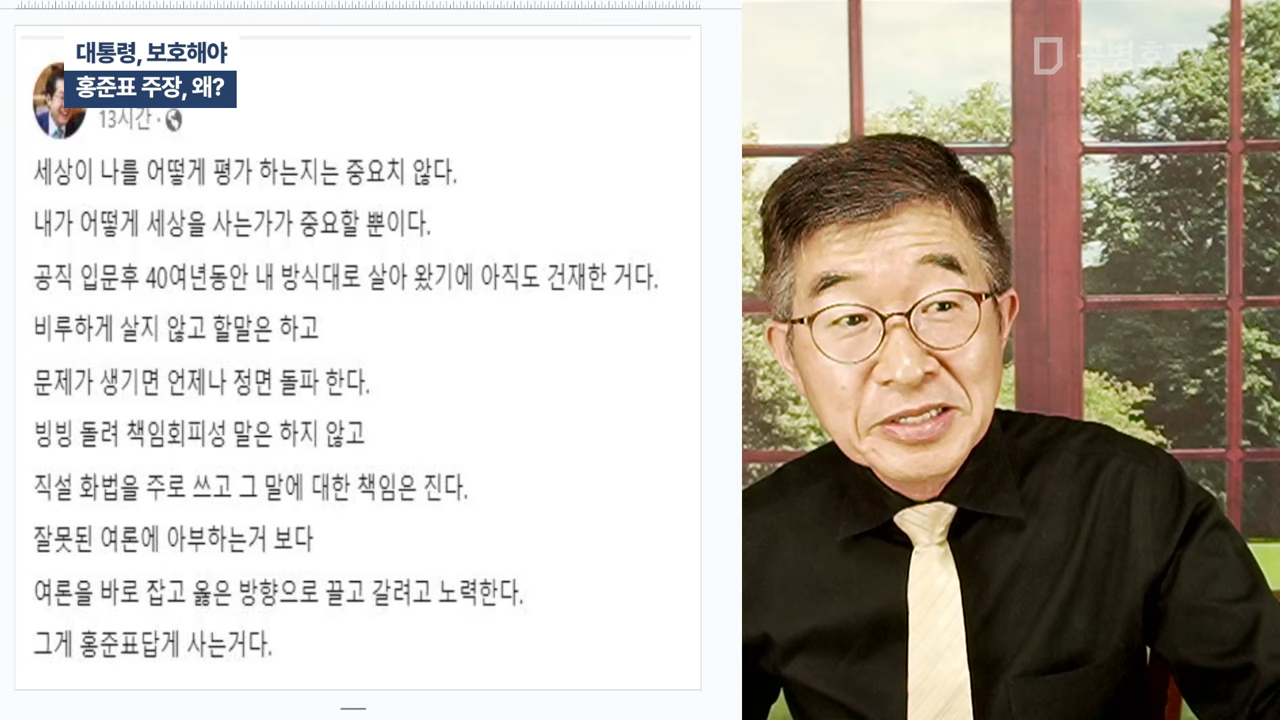 대통령, 보호해야
홍준표 주장, 왜?
13시간
세상이 나를 어떻게 평가 하는지는 중요치 않다.
내가 어떻게 세상을 사는가가 중요할 뿐이다.
공직 입문후 40여년동안 내 방식대로 살아 왔기에 아직도 건재한 거다.
비루하게 살지 않고 할말은 하고
문제가 생기면 언제나 정면 돌파 한다.
빙빙 돌려 책임회피성 말은 하지 않고
직설 화법을 주로 쓰고 그 말에 대한 책임은 진다.
잘못된 여론에 아부하는거 보다
여론을 바로 잡고 옳은 방향으로 끌고 갈려고 노력한다.
그게 홍준표답게 사는거다.